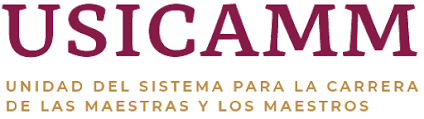 USICAMM
UNIDAD DEL SISTEMA PARA LA CARRERA
DE LAS MAESTRAS Y LOS MAESTROS